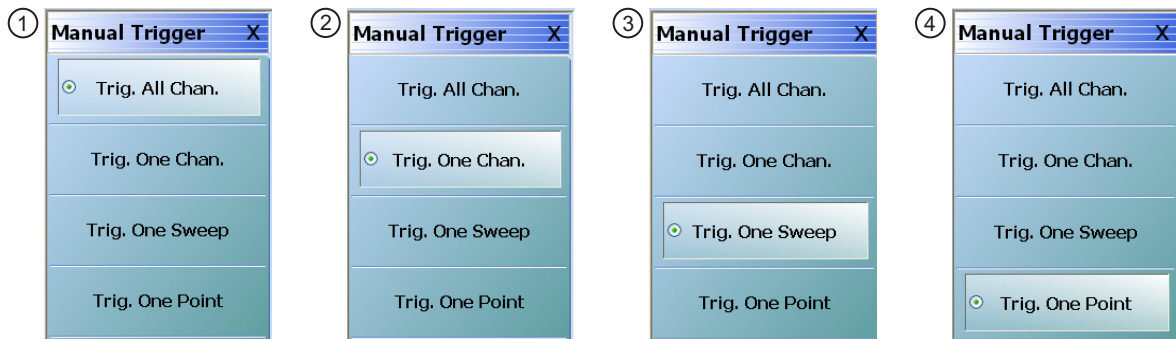 1 Manual Trigger X
Trig. All Chan.
Trig. One Chan.
Trig. One Sweep
Trig. One Point
2 Manual Trigger X
Trig. All Chan.
Trig. One Chan.
Trig. One Sweep
Trig. One Point
3 Manual Trigger X
Trig. All Chan.
Trig. One Chan.
Trig. One Sweep
Trig. One Point
4 Manual Trigger X
Trig. All Chan.
Trig. One Chan.
Trig. One Sweep
Trig. One Point